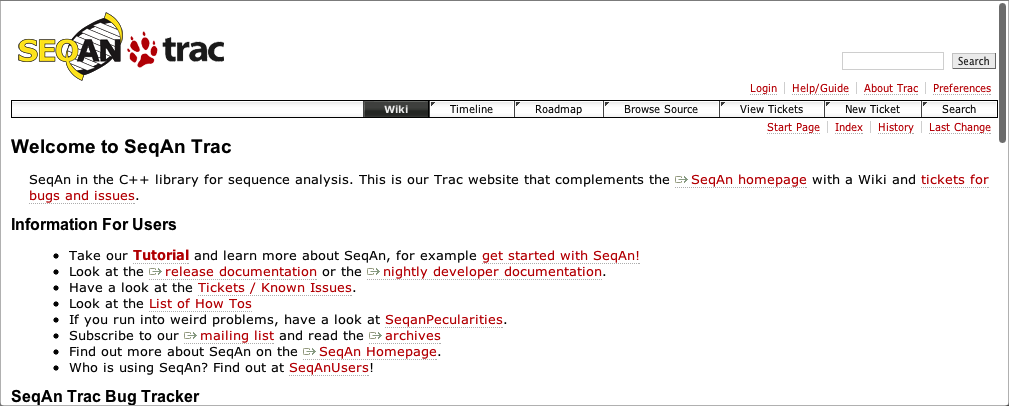 SEQAN trac
Search
Login Help/Guide About Trac Preferences
Wiki Timeline Roadmap Browse Source View Tickets New Ticket Search
Start Page Index History Last Change
Welcome to SeqAn Trac
SeqAn in the C++ library for sequence analysis. This is our Trac website that complements the SeqAn homepage with a Wiki and tickets for
bugs and issues.
Information For Users
Take our Tutorial and learn more about SeqAn, for example get started with SeqAn!
Look at the release documentation or the nightly developer documentation.
Have a look at the Tickets / Known Issues.
Look at the List of How Tos
If you run into weird problems, have a look at SeqanPecularities.
Subscribe to our mailing list and read the archives
Find out more about SeqAn on the SeqAn Homepage.
Who is using SeqAn? Find out at SeqAnUsers!
SeqAn Trac Bug Tracker